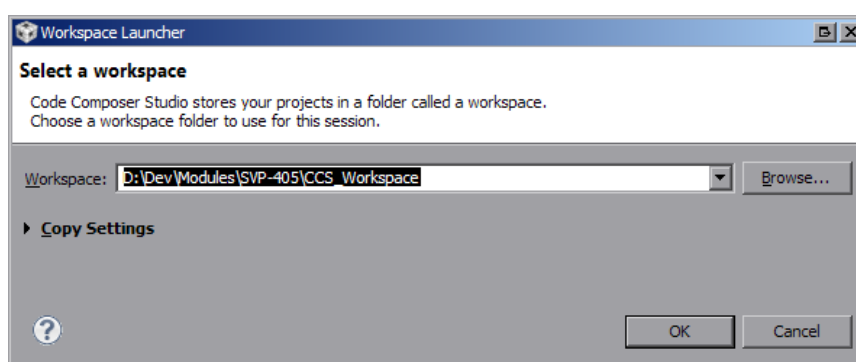 Workspace Launcher
Select a workspace
Code Composer Studio stores your projects in a folder called a workspace.
Choose a workspace folder to use for this session.
Workspace: D:\Dev\Modules\SVP-405\CCS_Workspace Browse...
Copy Settings
?
OK Cancel